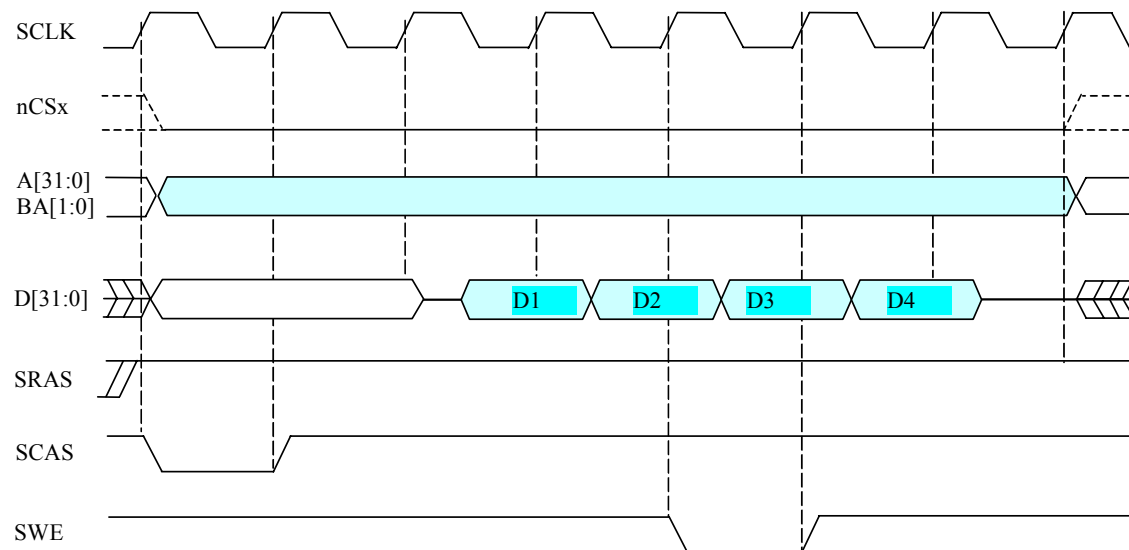 SCLK
nCSx
A[31:0]
BA[1:0]
D[31:0]
D1
D2
D3
D4
SRAS
SCAS
SWE